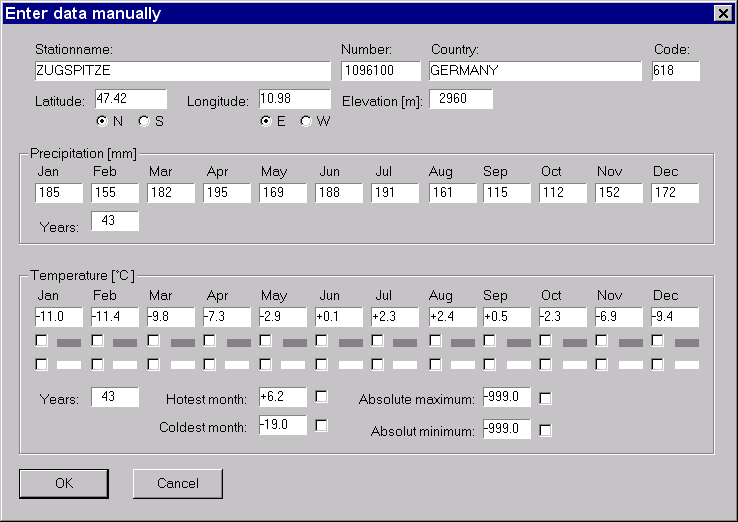 Enter data manually
Stationname: Number: Country: Code:
ZUGSPITZE 1096100 GERMANY 618
Latitude: 47.42 Longitude: 10.98 Elevation [m]: 2960
N S E W
Precipitation [mm]
Jan Feb Mar Apr May Jun Jul Aug Sep Oct Nov Dec
185 155 182 195 169 188 191 161 115 112 152 172
Years: 43
Temperature [°C]
Jan Feb Mar Apr May Jun Jul Aug Sep Oct Nov Dec
-11.0 -11.4 -9.8 -7.3 -2.9 +0.1 +2.3 +2.4 +0.5 -2.3 -6.9 -9.4
Years: 43 Hotest month: +6.2 Absolute maximum: -999.0
Coldest month: -19.0 Absolut minimum: -999.0
OK Cancel